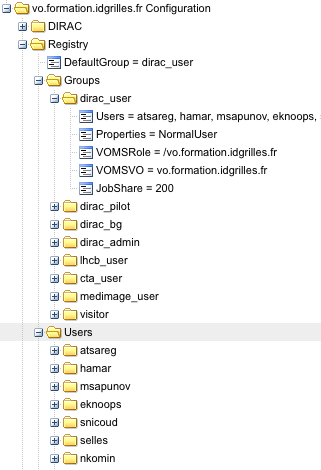 vo.formation.idgrilles.fr Configuration
DIRAC
Registry
DefaultGroup = dirac_user
Groups
dirac_user
Users = atsareg, hamar, msapunov, eknoops,
Properties = NormalUser
VOMSRole = /vo.formation.idgrilles.fr
VOMSVO = vo.formation.idgrilles.fr
JobShare = 200
dirac_pilot
dirac_bg
dirac_admin
lhcb_user
cta_user
medimage_user
visitor
Users
atsareg
hamar
msapunov
eknoops
snicoud
selles
nkomin